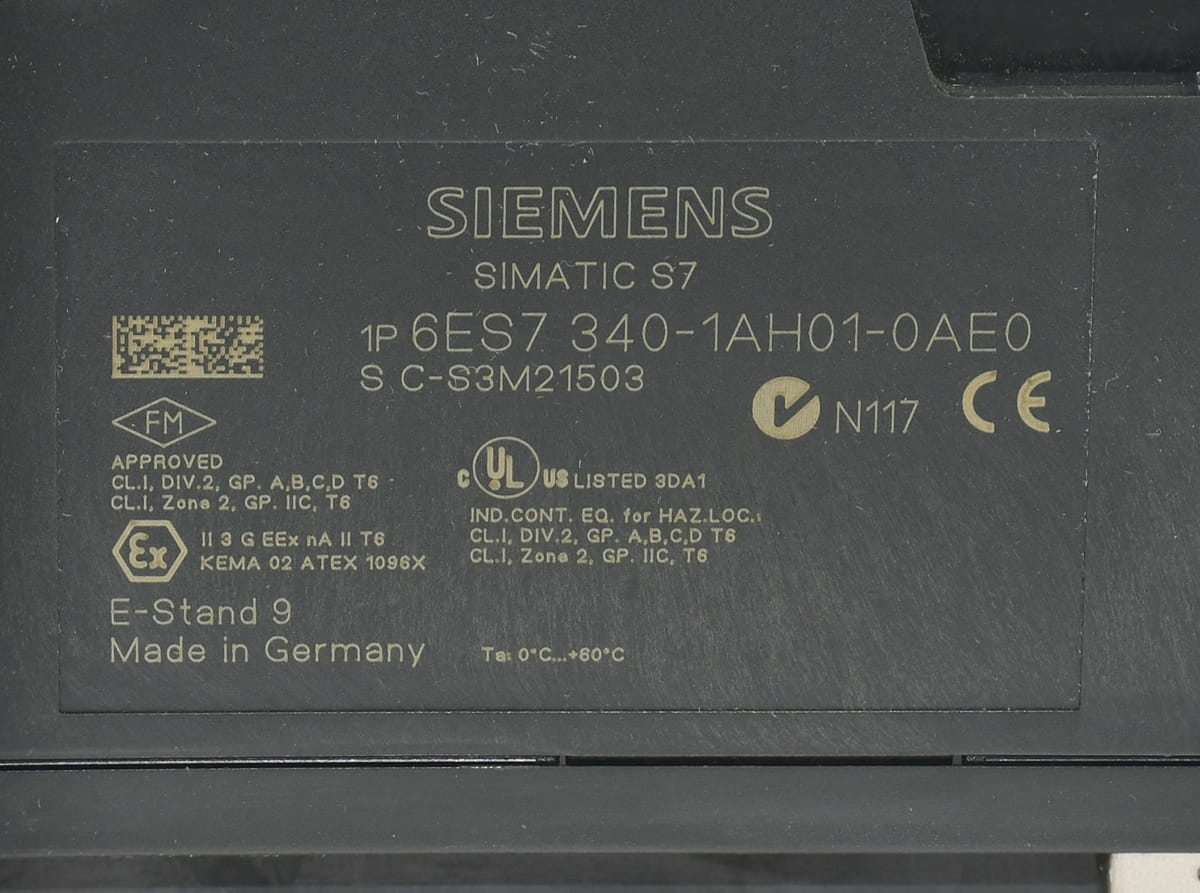 SIEMENS
SIMATIC S7
1P 6ES7 340-1AH01-0AE0
S C-S3M21503
N117 CE
FM
APPROVED
CL.I, DIV.2, GP. A,B,C,D T6
CL.I, Zone 2, GP. IIC, T6
Ex II 3 G EEx nA II T6
KEMA 02 ATEX 1096X
C UL US LISTED 3DA1
IND.CONT. EQ. for HAZ.LOC.:
CL.I, DIV.2, GP. A,B,C,D T6
CL.I, Zone 2, GP. IIC, T6
E-Stand 9
Made in Germany
Ta: 0°C...+60°C